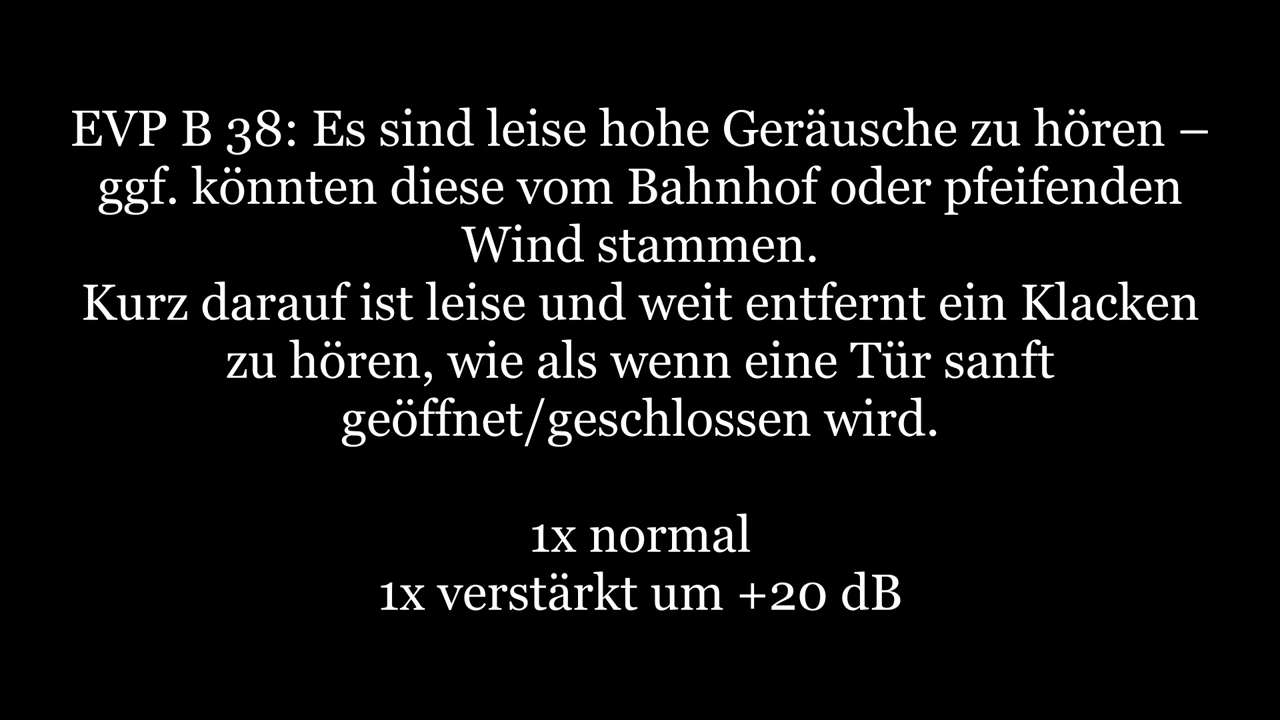 EVP B 38: Es sind leise hohe Geräusche zu hören –
ggf. könnten diese vom Bahnhof oder pfeifenden
Wind stammen.
Kurz darauf ist leise und weit entfernt ein Klacken
zu hören, wie als wenn eine Tür sanft
geöffnet/geschlossen wird.
1x normal
1x verstärkt um +20 dB